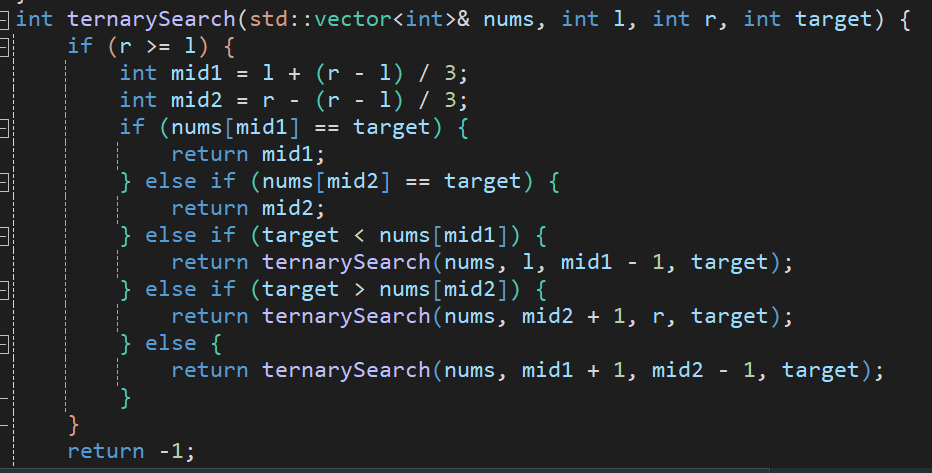 int ternarySearch(std::vector<int>& nums, int l, int r, int target) {
    if (r >= l) {
        int mid1 = l + (r - l) / 3;
        int mid2 = r - (r - l) / 3;
        if (nums[mid1] == target) {
            return mid1;
        } else if (nums[mid2] == target) {
            return mid2;
        } else if (target < nums[mid1]) {
            return ternarySearch(nums, l, mid1 - 1, target);
        } else if (target > nums[mid2]) {
            return ternarySearch(nums, mid2 + 1, r, target);
        } else {
            return ternarySearch(nums, mid1 + 1, mid2 - 1, target);
        }
    }
    return -1;